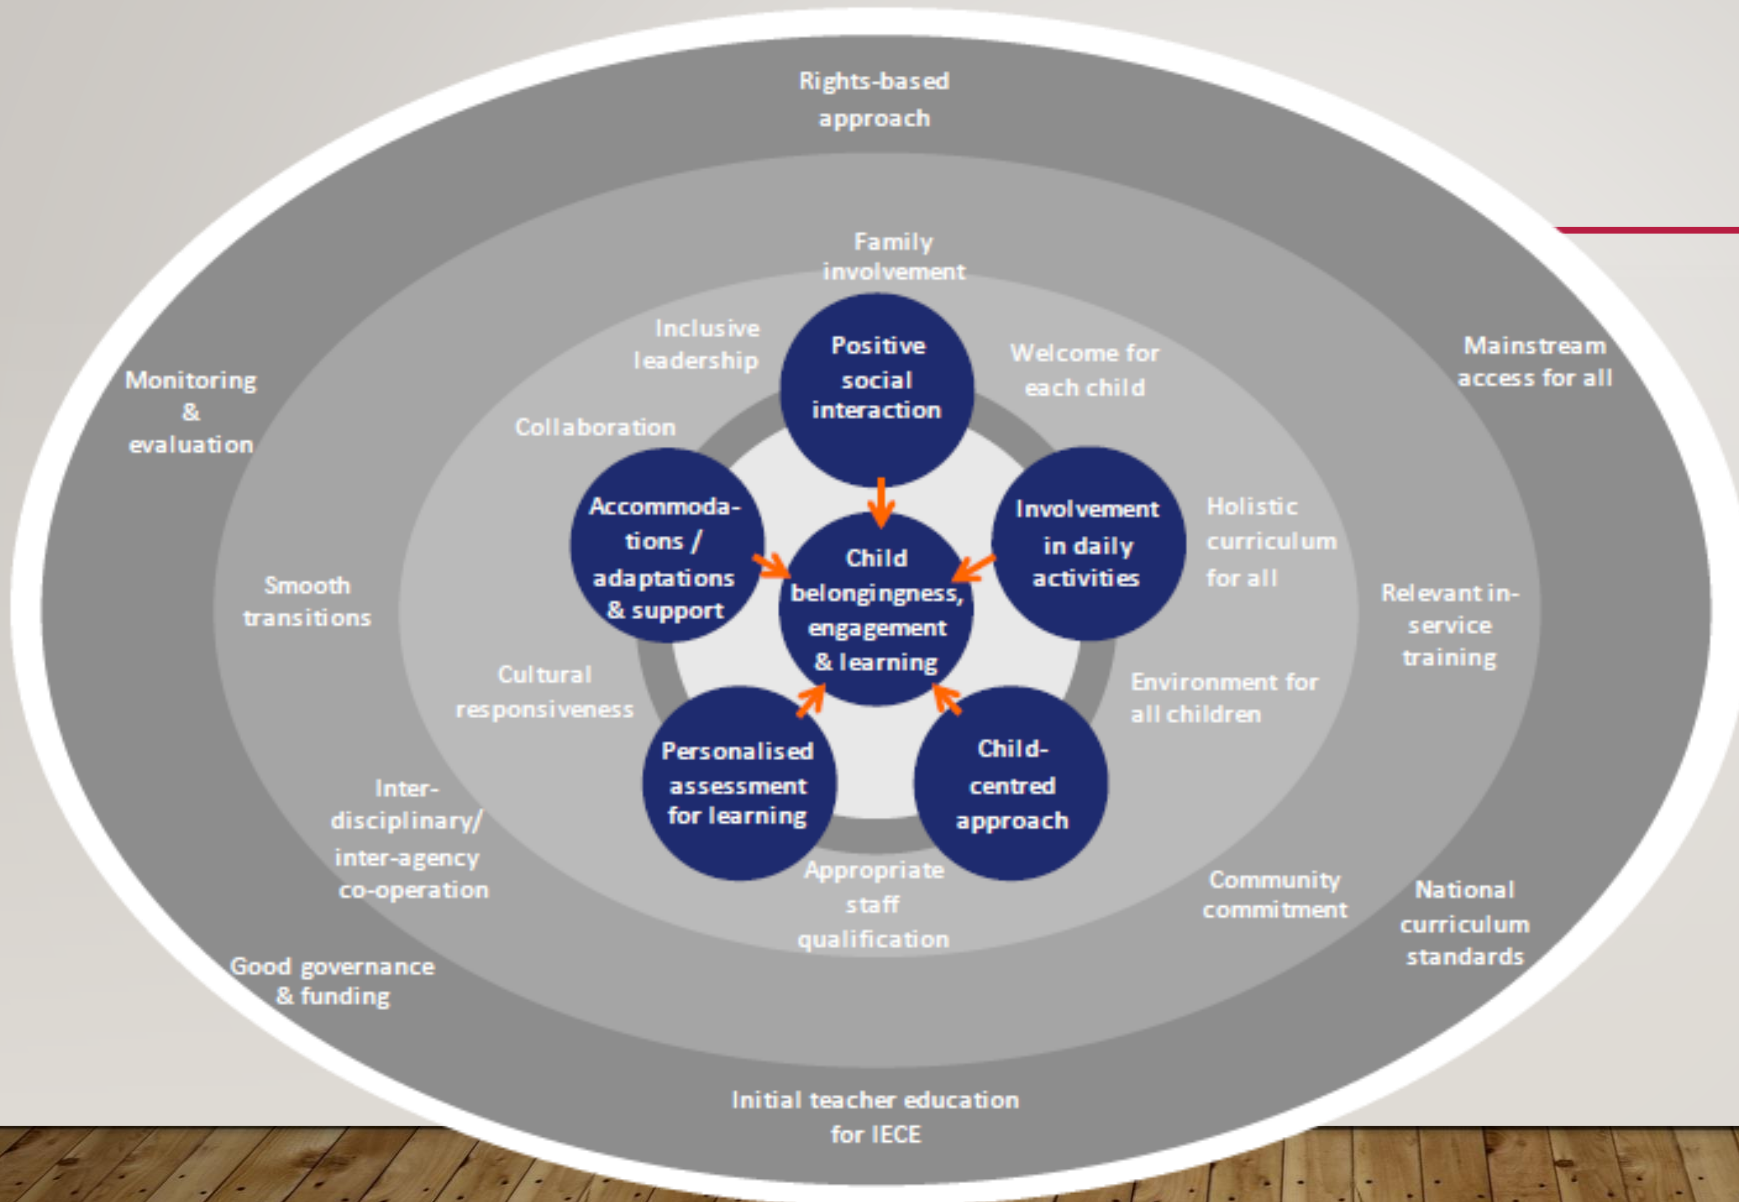 Rights-based
approach
Family
involvement
Inclusive
leadership
Positive
social
interaction
Welcome for
each child
Mainstream
access for all
Monitoring
&
evaluation
Collaboration
Accommoda-
tions /
adaptations
& support
Child
belongingness,
engagement
& learning
Involvement
in daily
activities
Holistic
curriculum
for all
Smooth
transitions
Relevant in-
service
training
Cultural
responsiveness
Environment for
all children
Personalised
assessment
for learning
Child-
centred
approach
Inter-
disciplinary/
inter-agency
co-operation
Appropriate
staff
qualification
Community
commitment
National
curriculum
standards
Good governance
& funding
Initial teacher education
for IECE